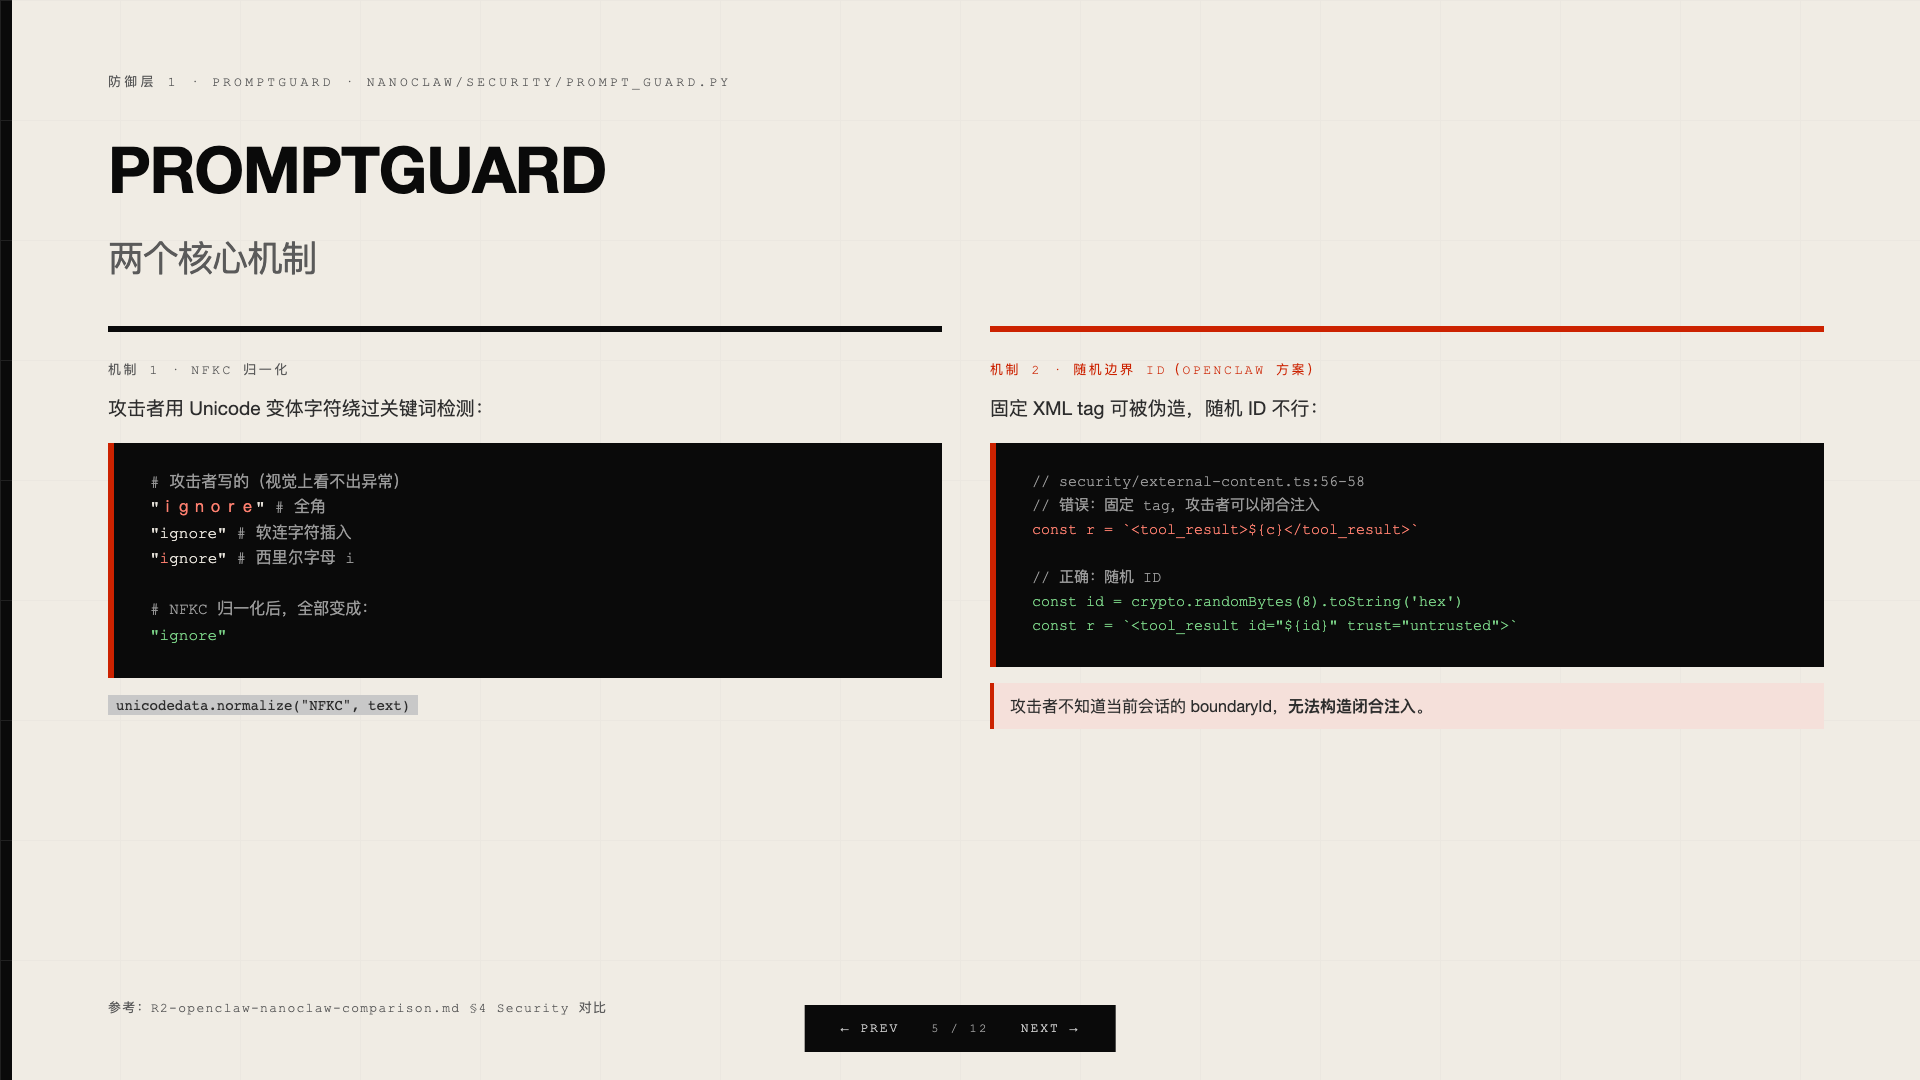 防御层 1 · PROMPTGUARD · NANOCLAW/SECURITY/PROMPT_GUARD.PY
PROMPTGUARD
两个核心机制
机制 1 · NFKC 归一化
攻击者用 Unicode 变体字符绕过关键词检测：
# 攻击者写的（视觉上看不出异常）
"ｉｇｎｏｒｅ" # 全角
"ignore" # 软连字符插入
"ignore" # 西里尔字母 i
# NFKC 归一化后，全部变成：
"ignore"
unicodedata.normalize("NFKC", text)
机制 2 · 随机边界 ID（OPENCLAW 方案）
固定 XML tag 可被伪造，随机 ID 不行：
// security/external-content.ts:56-58
// 错误：固定 tag，攻击者可以闭合注入
const r = `<tool_result>${c}</tool_result>`
// 正确：随机 ID
const id = crypto.randomBytes(8).toString('hex')
const r = `<tool_result id="${id}" trust="untrusted">`
攻击者不知道当前会话的 boundaryId，无法构造闭合注入。
参考：R2-openclaw-nanoclaw-comparison.md §4 Security 对比
← PREV 5 / 12 NEXT →